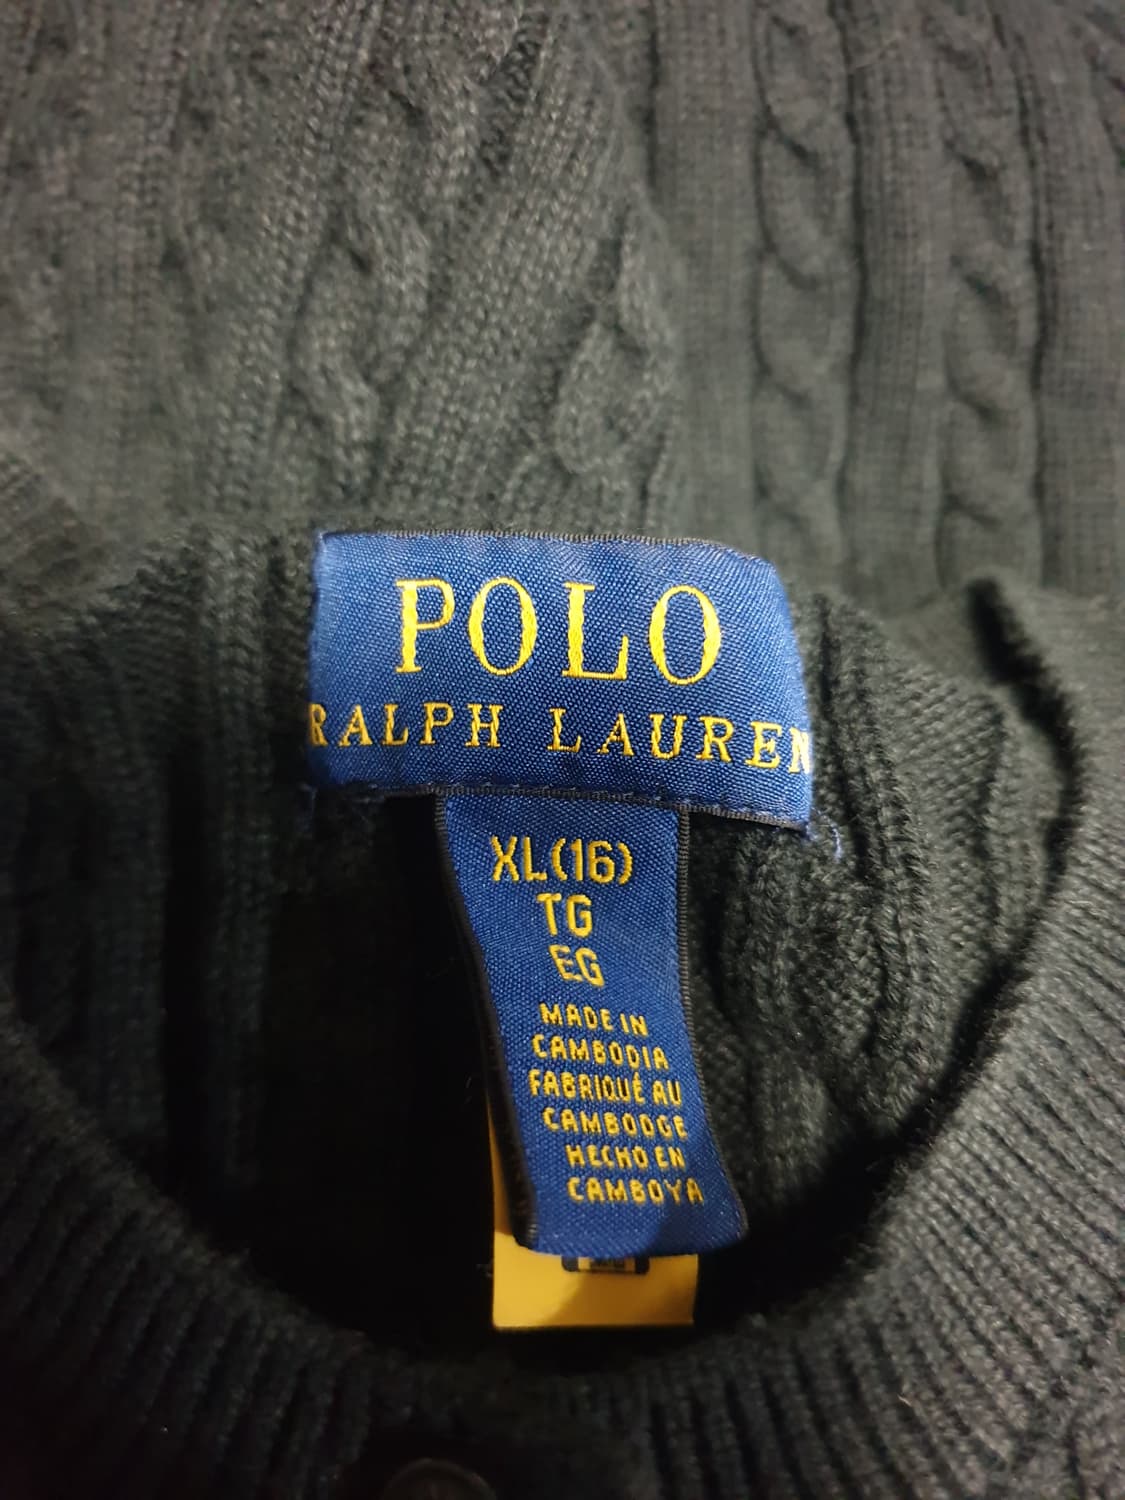 POLO
RALPH LAUREN
XL(16)
TG
EG
MADE IN
CAMBODIA
FABRIQUÉ AU
CAMBODGE
HECHO EN
CAMBOYA